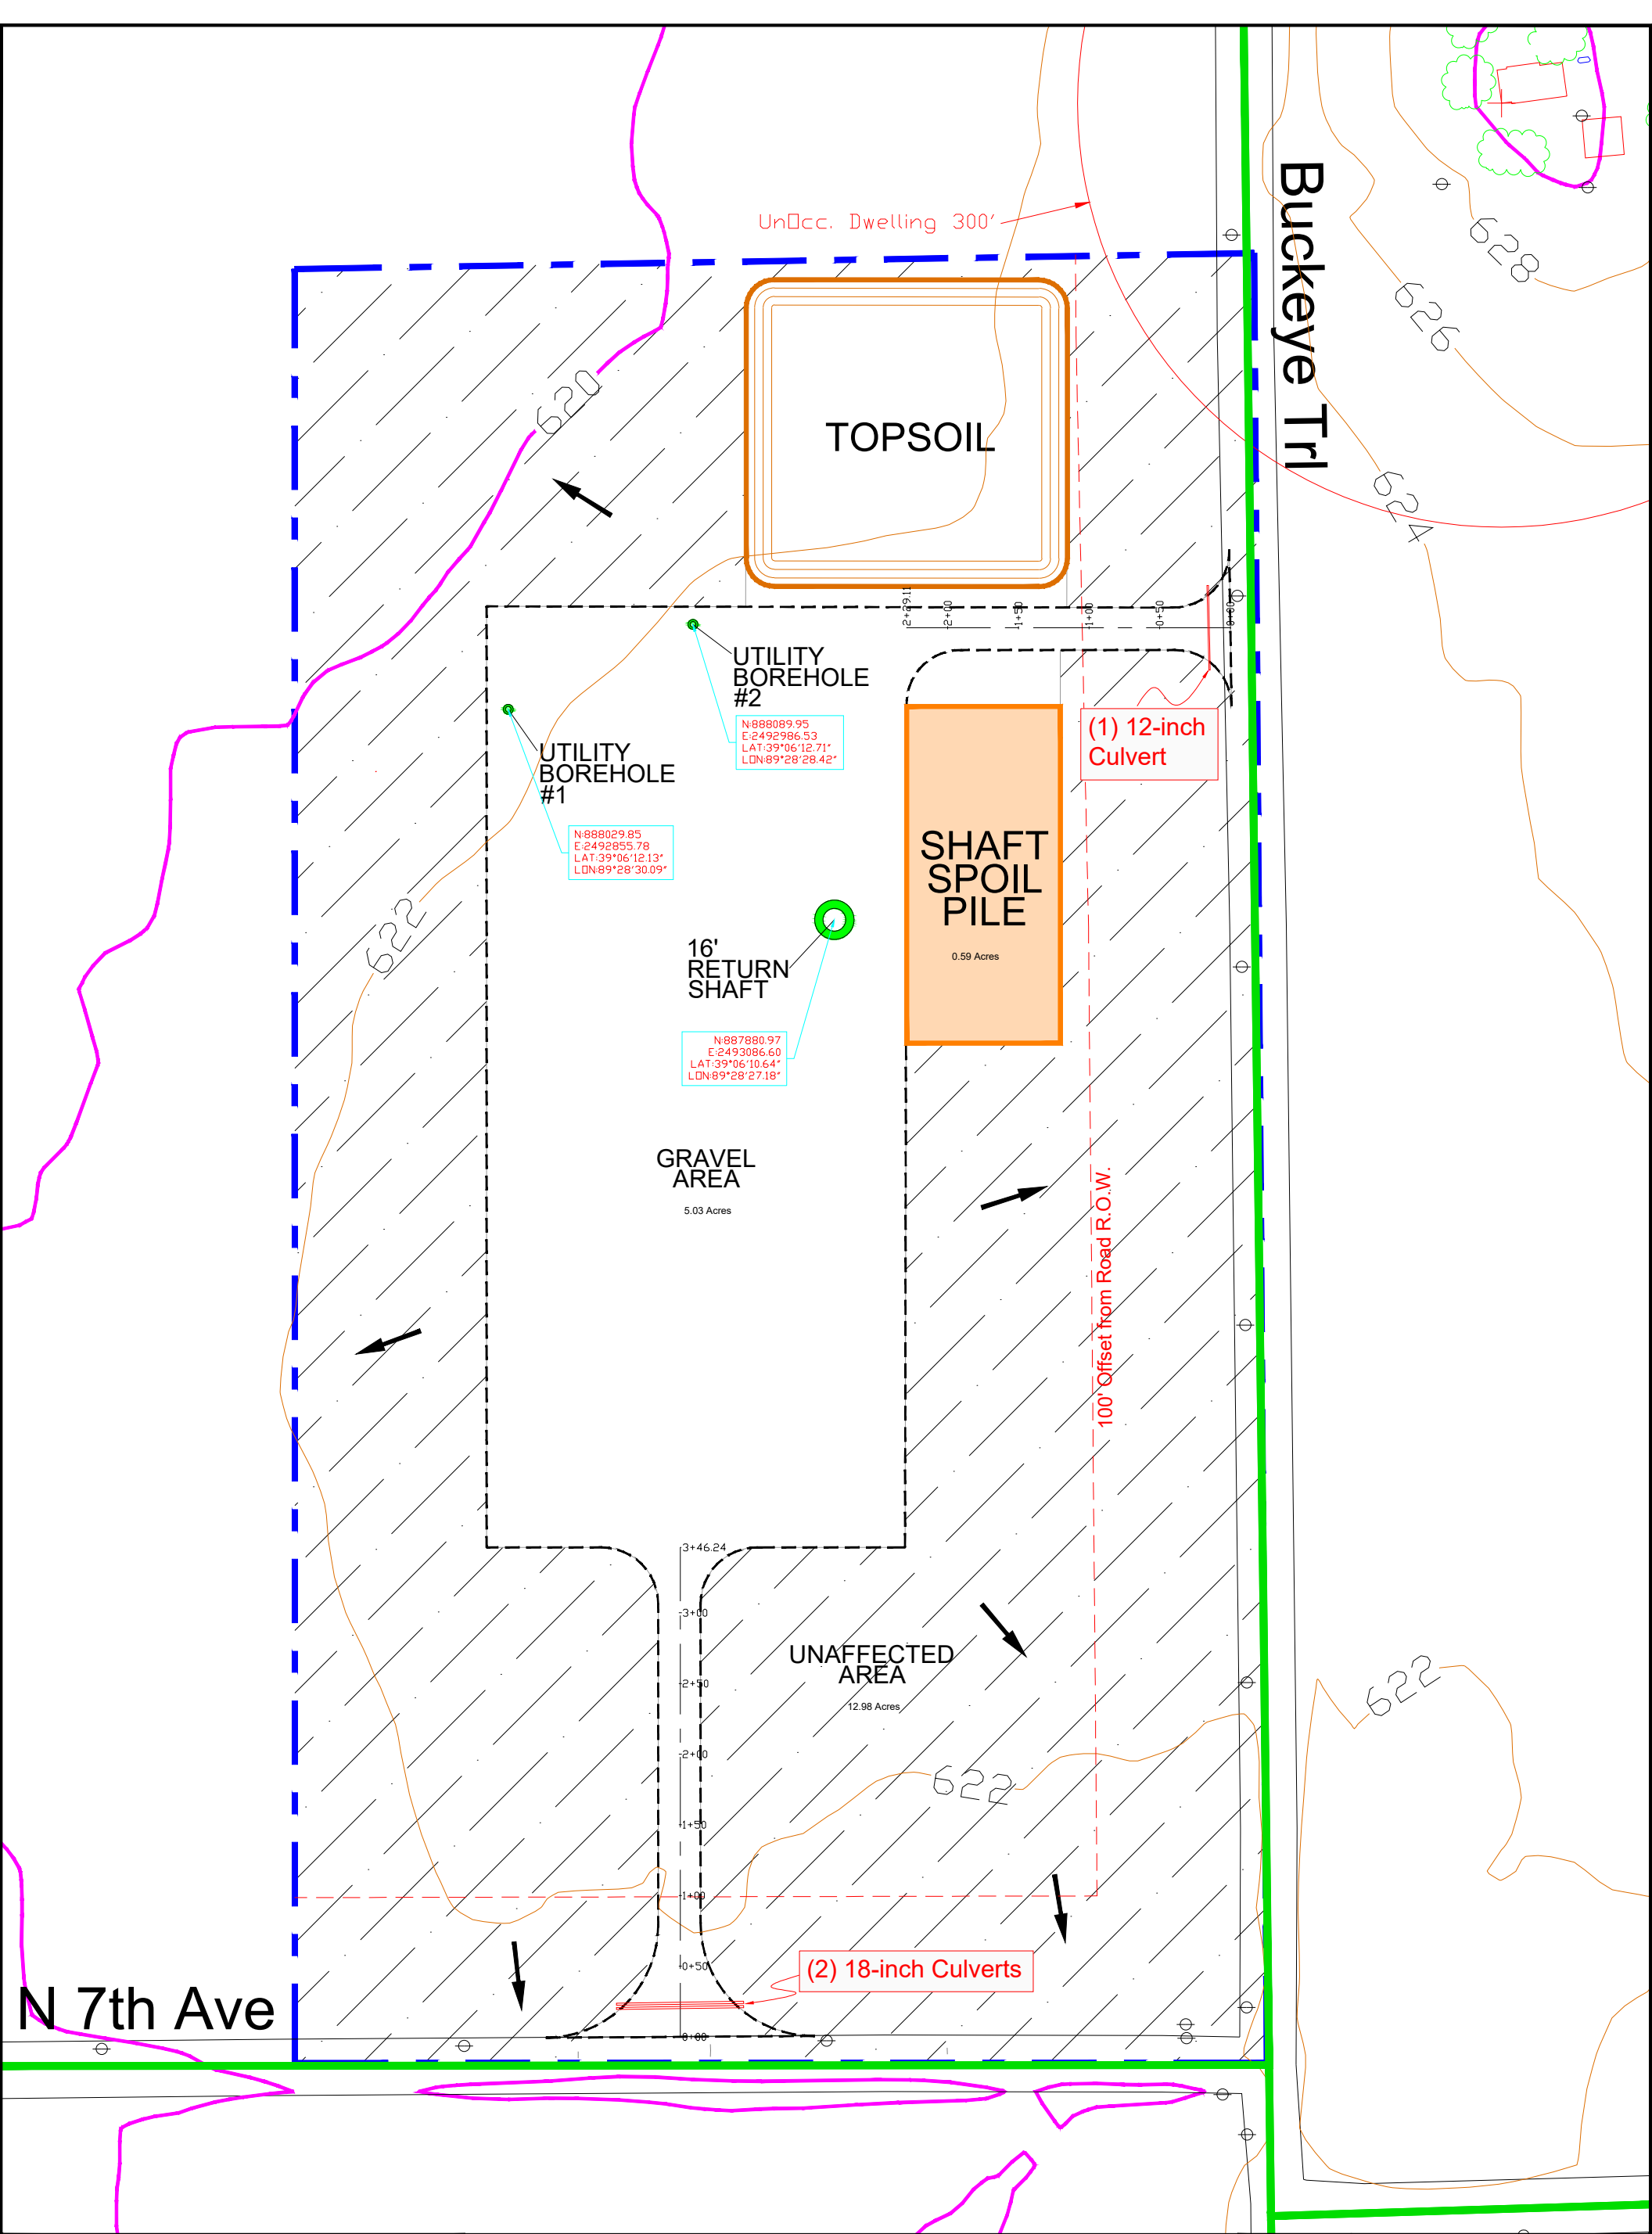 UnOcc. Dwelling 300'
Buckeye Trl
628
626
624
620
TOPSOIL
2+29.11
2+00
1+50
1+00
0+50
0+00
UTILITY
BOREHOLE
#2
N:888089.95
E:2492986.53
LAT:39°06'12.71"
LON:89°28'28.42"
(1) 12-inch
Culvert
UTILITY
BOREHOLE
#1
N:888029.85
E:2492855.78
LAT:39°06'12.13"
LON:89°28'30.09"
SHAFT
SPOIL
PILE
0.59 Acres
622
16'
RETURN
SHAFT
N:887880.97
E:2493086.60
LAT:39°06'10.64"
LON:89°28'27.18"
GRAVEL
AREA
5.03 Acres
100' Offset from Road R.O.W.
3+46.24
3+00
UNAFFECTED
AREA
12.98 Acres
2+50
622
2+00
622
1+50
1+00
0+50
(2) 18-inch Culverts
N 7th Ave
0+00